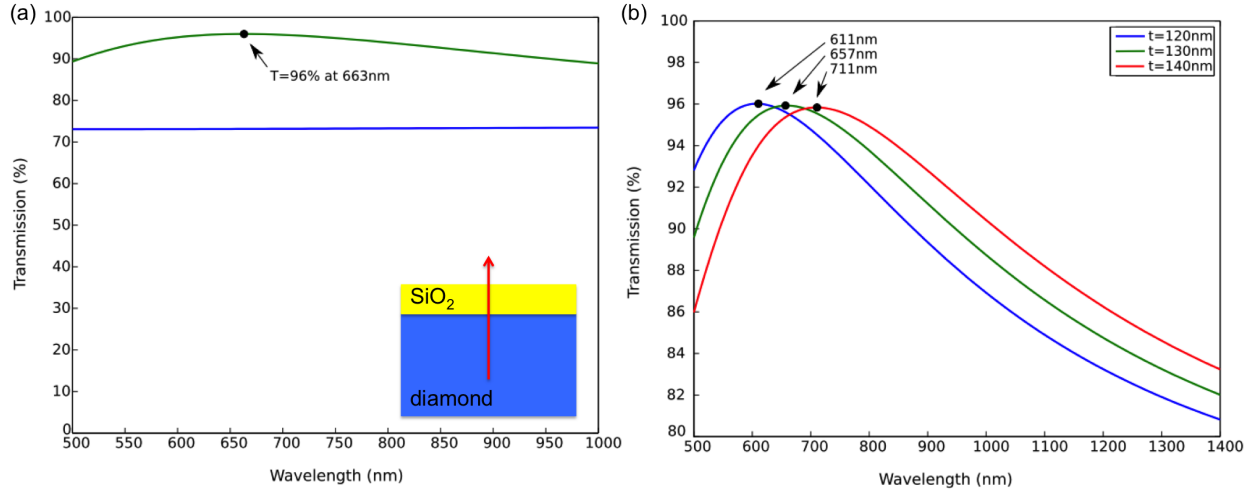 (a)
100
90
80
70
60
50
40
30
20
10
0
Transmission (%)
T=96% at 663nm
SiO2
diamond
500 550 600 650 700 750 800 850 900 950 1000
Wavelength (nm)
(b)
100
98
96
94
92
90
88
86
84
82
80
Transmission (%)
611nm
657nm
711nm
t=120nm
t=130nm
t=140nm
500 600 700 800 900 1000 1100 1200 1300 1400
Wavelength (nm)